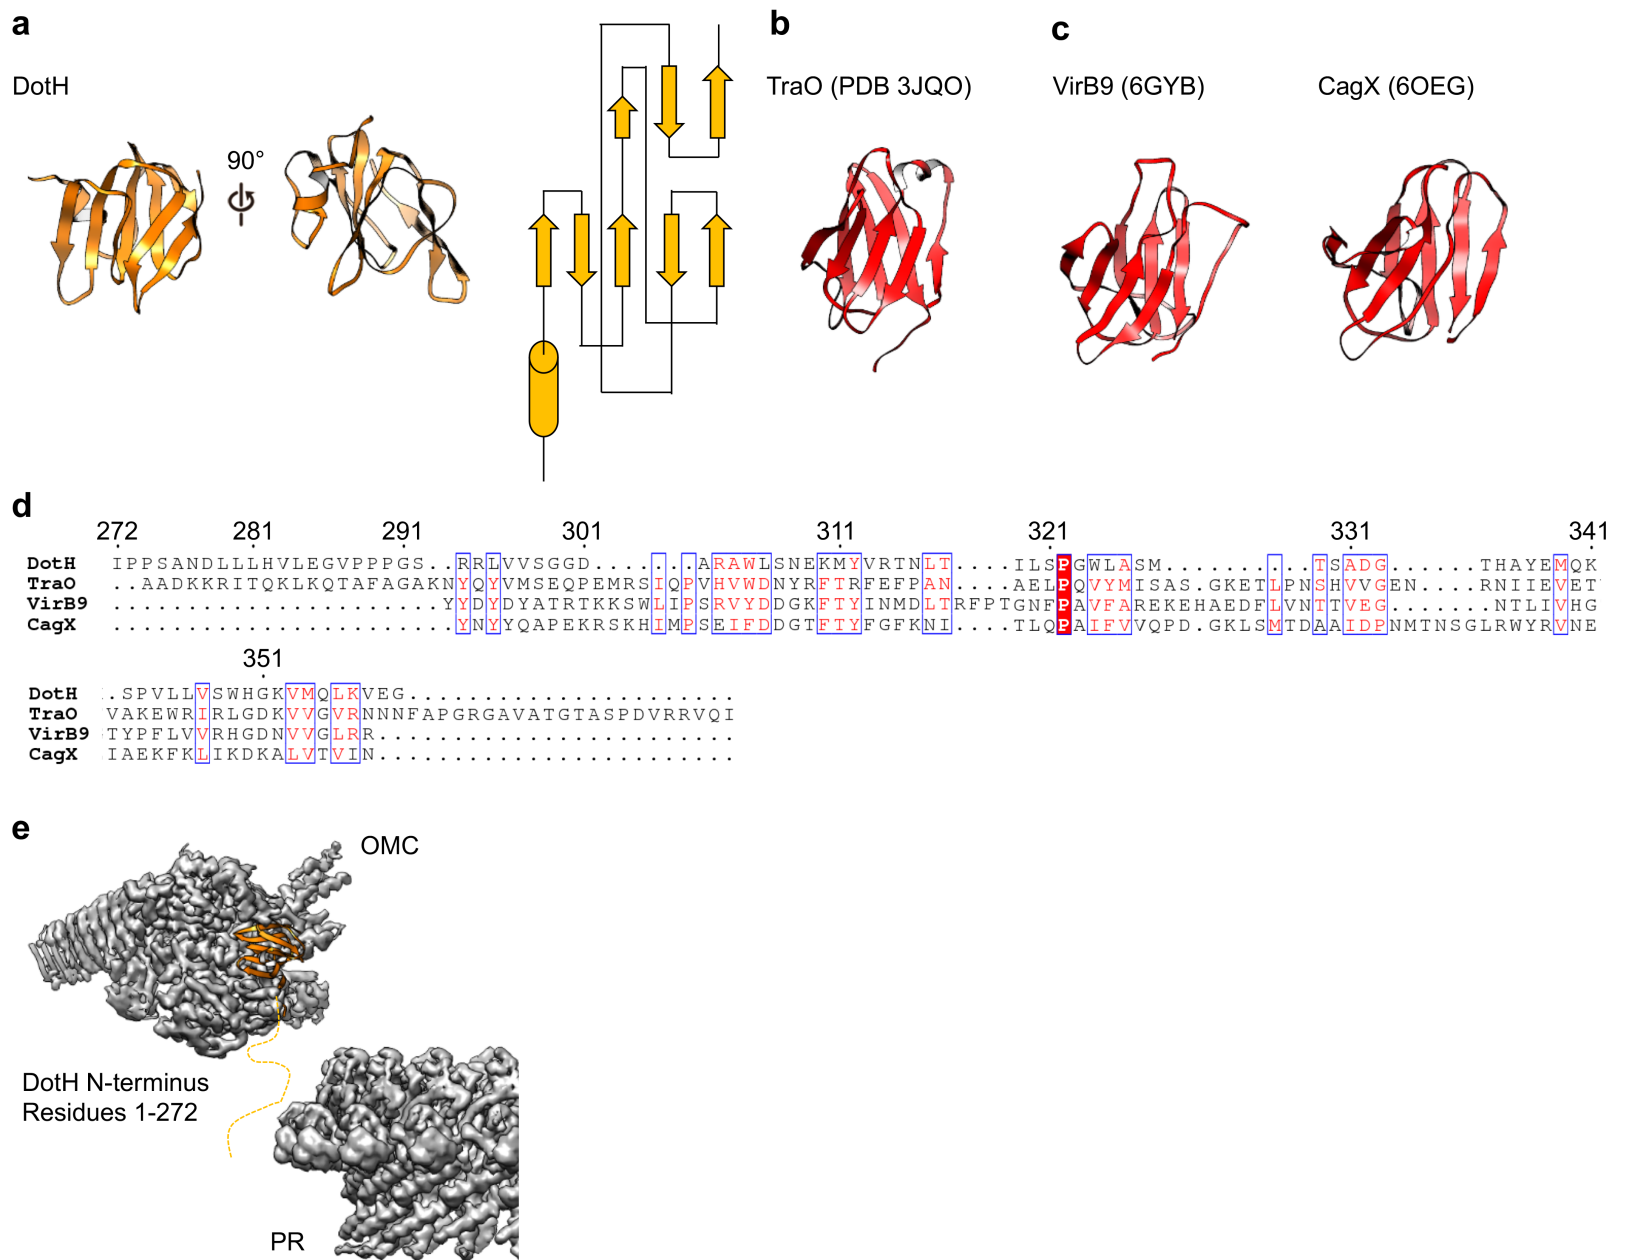 a
b
c
DotH
TraO (PDB 3JQO)
VirB9 (6GYB)
CagX (6OEG)
90°
d
272 281 291 301 311 321 331 341
DotH IPPSANDLLLHVLEGVPPPGS..RRLVVSGGD.......ARAWLSNEKMYVRTNLT....ILSPGWLASM..........TSADG......THAYEMQK
TraO ..AADKKRITQKLKQTAFAGAKNYQYVMSEQPEMRSIQPVHVWDNYRFTRFEFPAN....AELPQVYMISAS.GKETLPNSHVVGEN....RNIIEVET
VirB9 ......................YYDYDYATRTKKSWLIPSRVYDDGKFTYINMDLTRFPTGNFPAVFAREKEHAEDFLVNTTVEG.......NTLIVHG
CagX .......................YNYYQAPEKRSKHIMPSEIFDDGTFTYFGFKNI....TLQPAIFVVQPD.GKLSMTDAAIDPNMTNSGLRWYRVNE
351
DotH .SPVLLVSWHGKVMQLKVEG......................
TraO VAKEWRIRLGDKVVGVRNNNFAPGRGAVATGTASPDVRRVQI
VirB9 TYPFLVVRHGDNVVGLRR........................
CagX IAEKFKLIKDKALVTVIN........................
e
OMC
DotH N-terminus
Residues 1-272
PR